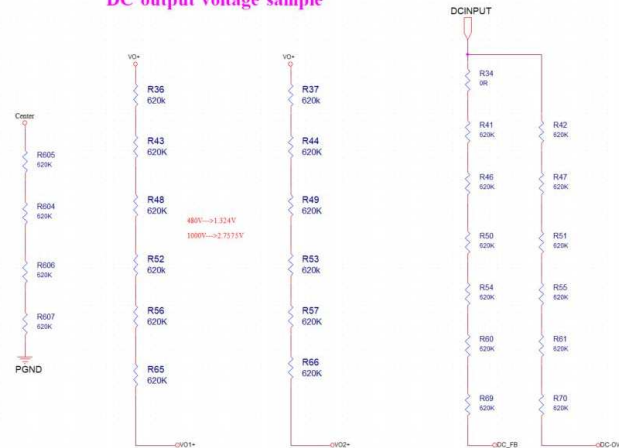 DC output voltage sample
DCINPUT
VO+
VO+
R36
620k
R37
620K
R34
0R
Center
R43
620K
R44
620K
R41
620K
R42
620K
R605
620K
R46
620K
R47
620K
R48
620K
R49
620K
R604
620K
480V--->1.324V
1000V--->2.7575V
R50
620K
R51
620K
R52
620k
R53
620k
R606
620K
R54
620K
R55
620K
R56
620K
R57
620K
R607
620K
R60
620K
R61
620K
PGND
R65
620K
R66
620K
R69
620K
R70
620K
VO1+
VO2+
DC_FB